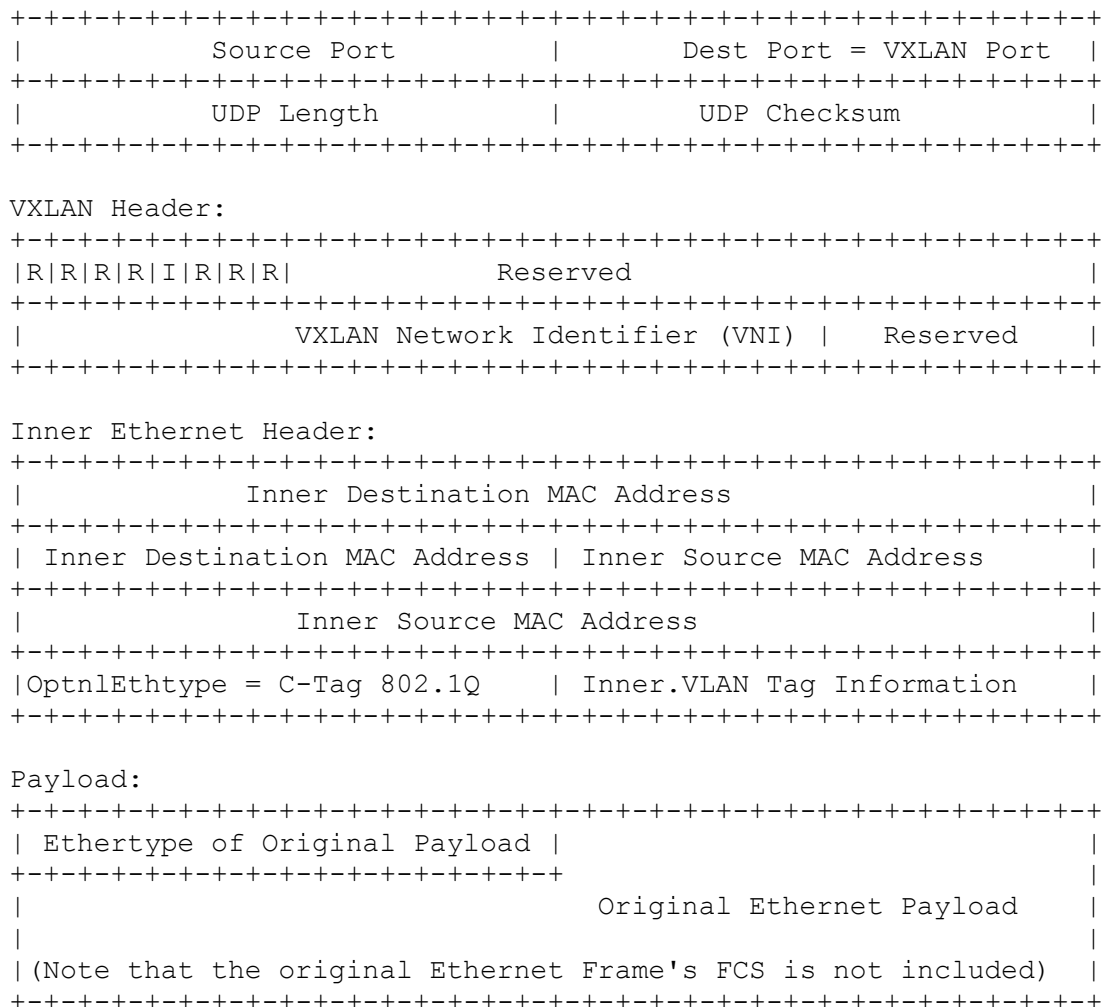 +-+-+-+-+-+-+-+-+-+-+-+-+-+-+-+-+-+-+-+-+-+-+-+-+-+-+-+-+-+-+-+-+
|           Source Port         |       Dest Port = VXLAN Port  |
+-+-+-+-+-+-+-+-+-+-+-+-+-+-+-+-+-+-+-+-+-+-+-+-+-+-+-+-+-+-+-+-+
|           UDP Length          |        UDP Checksum           |
+-+-+-+-+-+-+-+-+-+-+-+-+-+-+-+-+-+-+-+-+-+-+-+-+-+-+-+-+-+-+-+-+

VXLAN Header:
+-+-+-+-+-+-+-+-+-+-+-+-+-+-+-+-+-+-+-+-+-+-+-+-+-+-+-+-+-+-+-+-+
|R|R|R|R|I|R|R|R|            Reserved                           |
+-+-+-+-+-+-+-+-+-+-+-+-+-+-+-+-+-+-+-+-+-+-+-+-+-+-+-+-+-+-+-+-+
|                VXLAN Network Identifier (VNI) |   Reserved    |
+-+-+-+-+-+-+-+-+-+-+-+-+-+-+-+-+-+-+-+-+-+-+-+-+-+-+-+-+-+-+-+-+

Inner Ethernet Header:
+-+-+-+-+-+-+-+-+-+-+-+-+-+-+-+-+-+-+-+-+-+-+-+-+-+-+-+-+-+-+-+-+
|             Inner Destination MAC Address                     |
+-+-+-+-+-+-+-+-+-+-+-+-+-+-+-+-+-+-+-+-+-+-+-+-+-+-+-+-+-+-+-+-+
| Inner Destination MAC Address | Inner Source MAC Address      |
+-+-+-+-+-+-+-+-+-+-+-+-+-+-+-+-+-+-+-+-+-+-+-+-+-+-+-+-+-+-+-+-+
|                Inner Source MAC Address                       |
+-+-+-+-+-+-+-+-+-+-+-+-+-+-+-+-+-+-+-+-+-+-+-+-+-+-+-+-+-+-+-+-+
|OptnlEthtype = C-Tag 802.1Q    | Inner.VLAN Tag Information    |
+-+-+-+-+-+-+-+-+-+-+-+-+-+-+-+-+-+-+-+-+-+-+-+-+-+-+-+-+-+-+-+-+

Payload:
+-+-+-+-+-+-+-+-+-+-+-+-+-+-+-+-+-+-+-+-+-+-+-+-+-+-+-+-+-+-+-+-+
| Ethertype of Original Payload |                               |
+-+-+-+-+-+-+-+-+-+-+-+-+-+-+-+-+                               |
|                                  Original Ethernet Payload    |
|                                                               |
|(Note that the original Ethernet Frame's FCS is not included)  |
+-+-+-+-+-+-+-+-+-+-+-+-+-+-+-+-+-+-+-+-+-+-+-+-+-+-+-+-+-+-+-+-+